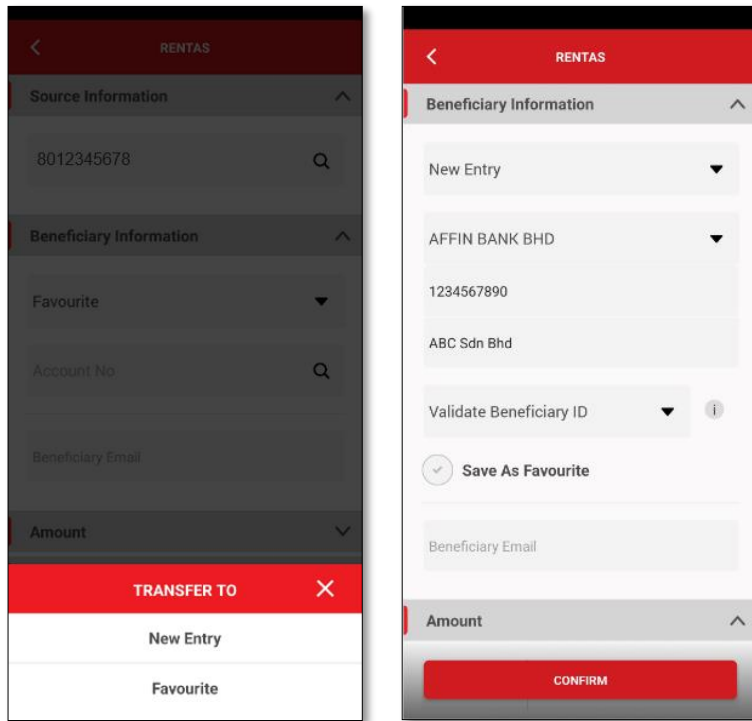 RENTAS
Source Information
8012345678
Beneficiary Information
Favourite
Account No
Beneficiary Email
Amount
TRANSFER TO
New Entry
Favourite
RENTAS
Beneficiary Information
New Entry
AFFIN BANK BHD
1234567890
ABC Sdn Bhd
Validate Beneficiary ID
i
Save As Favourite
Beneficiary Email
Amount
CONFIRM